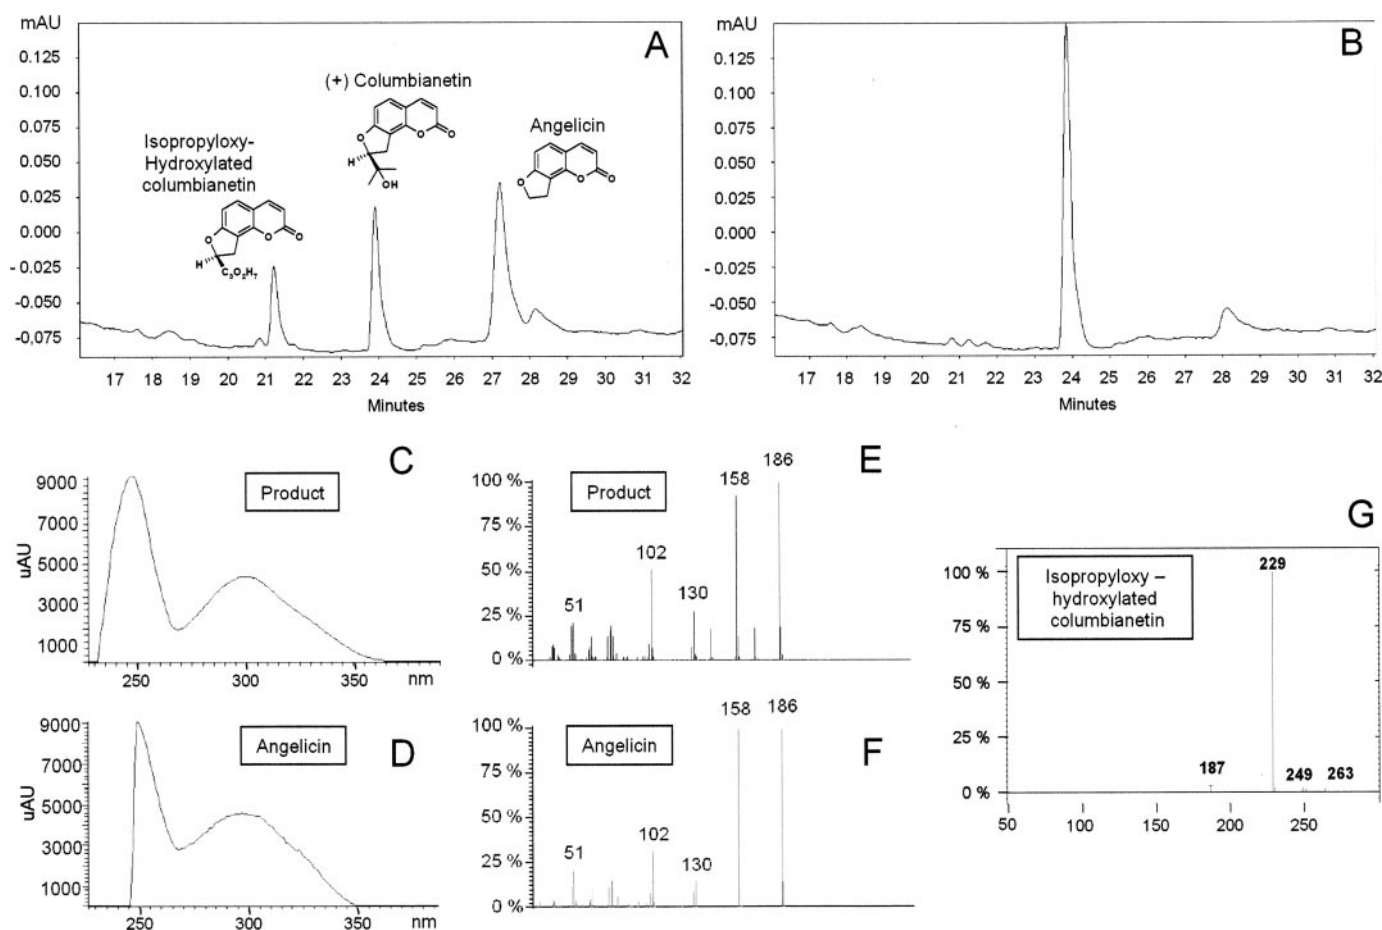 mAU
A
0.125
0.100
0.075
0.050
0.025
0.000
- 0.025
-0.050
-0,075
(+) Columbianetin
Isopropyloxy-
Hydroxylated
columbianetin
Angelicin
O
O
O
H
OH
O
O
O
O
O
O
H
C₃O₂H₇
17 18 19 20 21 22 23 24 25 26 27 28 29 30 31 32
Minutes
mAU
B
0.125
0.100
0.075
0.050
0.025
0.000
- 0.025
-0.050
-0,075
17 18 19 20 21 22 23 24 25 26 27 28 29 30 31 32
Minutes
C
Product
9000
7000
5000
3000
1000
uAU
250 300 350 nm
D
Angelicin
9000
7000
5000
3000
1000
uAU
250 300 350 nm
E
Product
100 %
75 %
50 %
25 %
0 %
51
102
130
158
186
F
Angelicin
100 %
75 %
50 %
25 %
0 %
51
102
130
158
186
G
Isopropyloxy –
hydroxylated
columbianetin
100 %
75 %
50 %
25 %
0 %
187
229
249
263
50 100 150 200 250